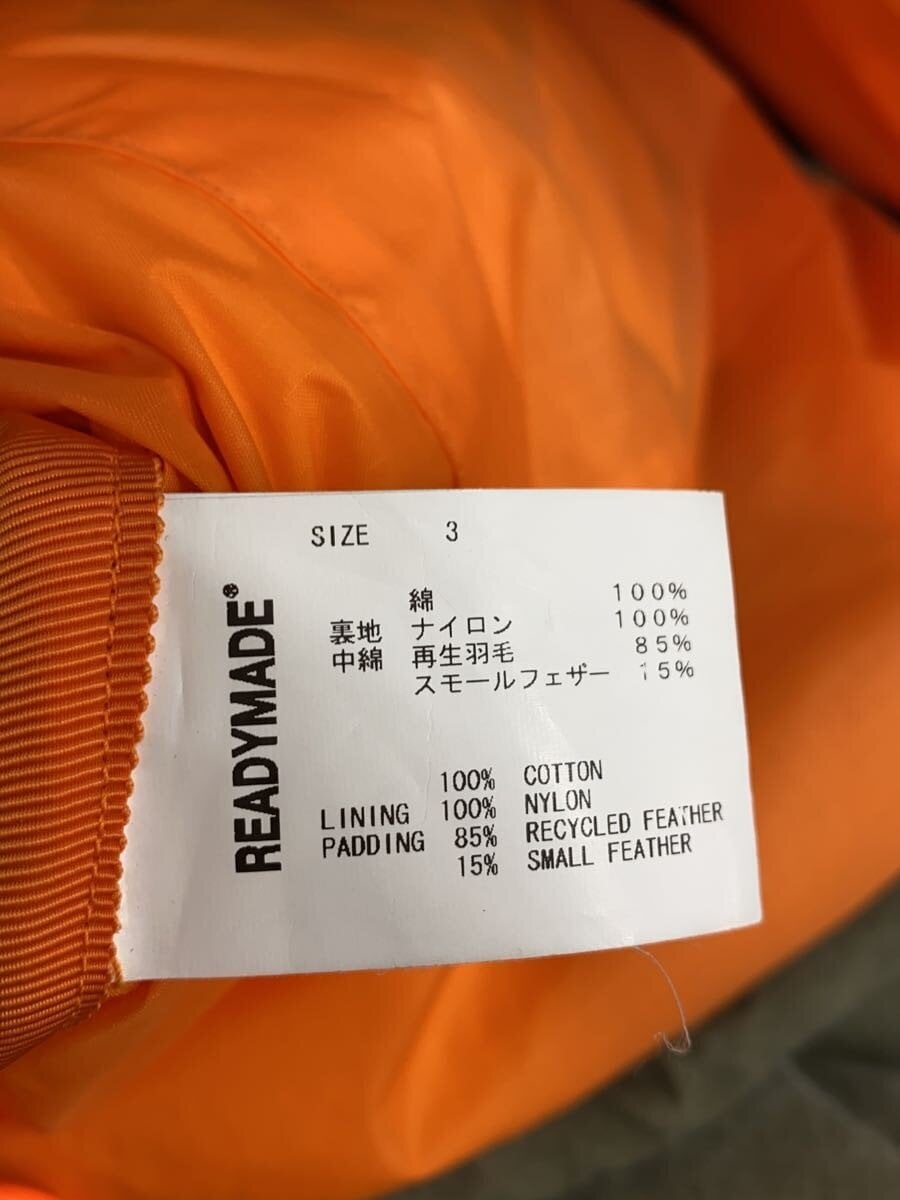 SIZE 3
READYMADE®
綿 100%
裏地 ナイロン 100%
中綿 再生羽毛 85%
スモールフェザー 15%
100% COTTON
LINING 100% NYLON
PADDING 85% RECYCLED FEATHER
15% SMALL FEATHER